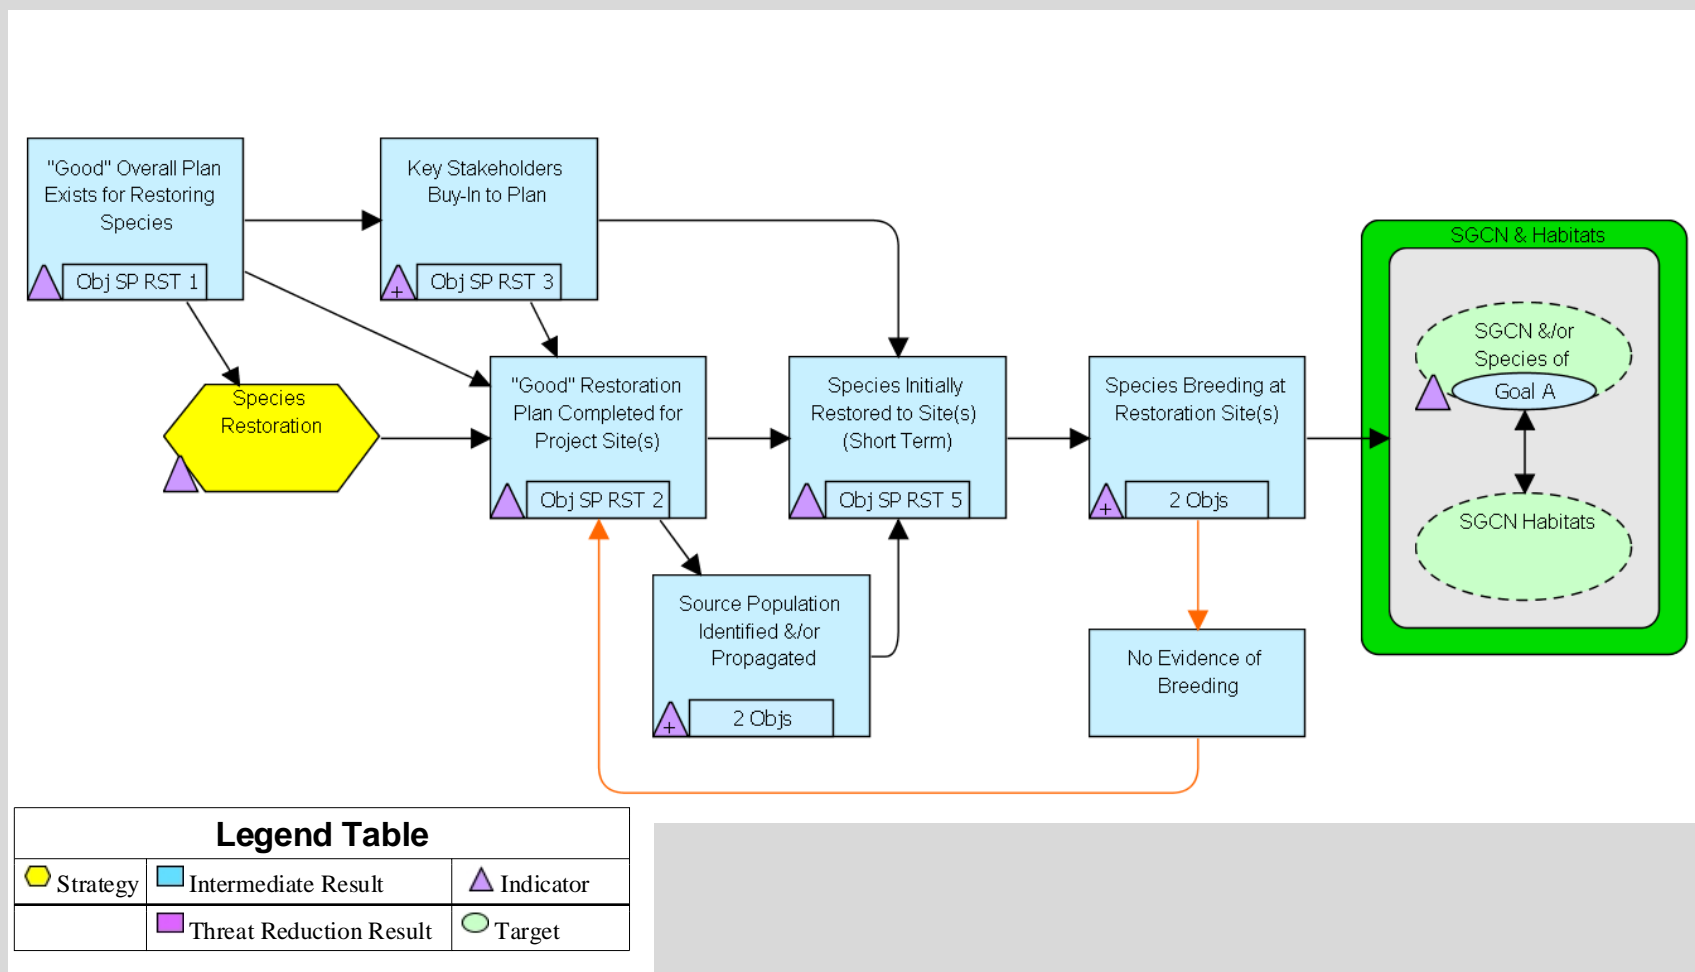 "Good" Overall Plan
Exists for Restoring
Species
Obj SP RST 1
Key Stakeholders
Buy-In to Plan
+
Obj SP RST 3
Species
Restoration
"Good" Restoration
Plan Completed for
Project Site(s)
Obj SP RST 2
Species Initially
Restored to Site(s)
(Short Term)
Obj SP RST 5
Species Breeding at
Restoration Site(s)
+
2 Objs
Source Population
Identified &/or
Propagated
+
2 Objs
No Evidence of
Breeding
SGCN & Habitats
SGCN &/or
Species of
Goal A
SGCN Habitats
Legend Table
Strategy
Intermediate Result
Indicator
Threat Reduction Result
Target